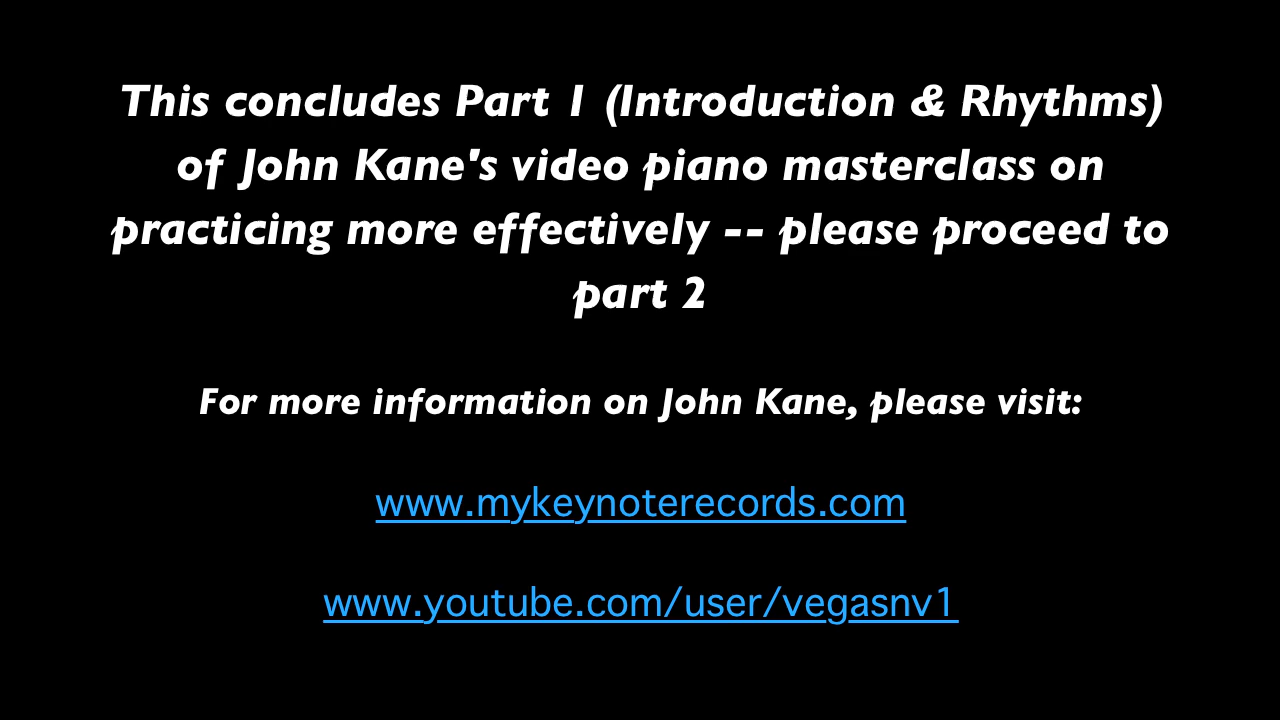 This concludes Part 1 (Introduction & Rhythms)
of John Kane's video piano masterclass on
practicing more effectively -- please proceed to
part 2
For more information on John Kane, please visit:
www.mykeynoterecords.com
www.youtube.com/user/vegasnv1